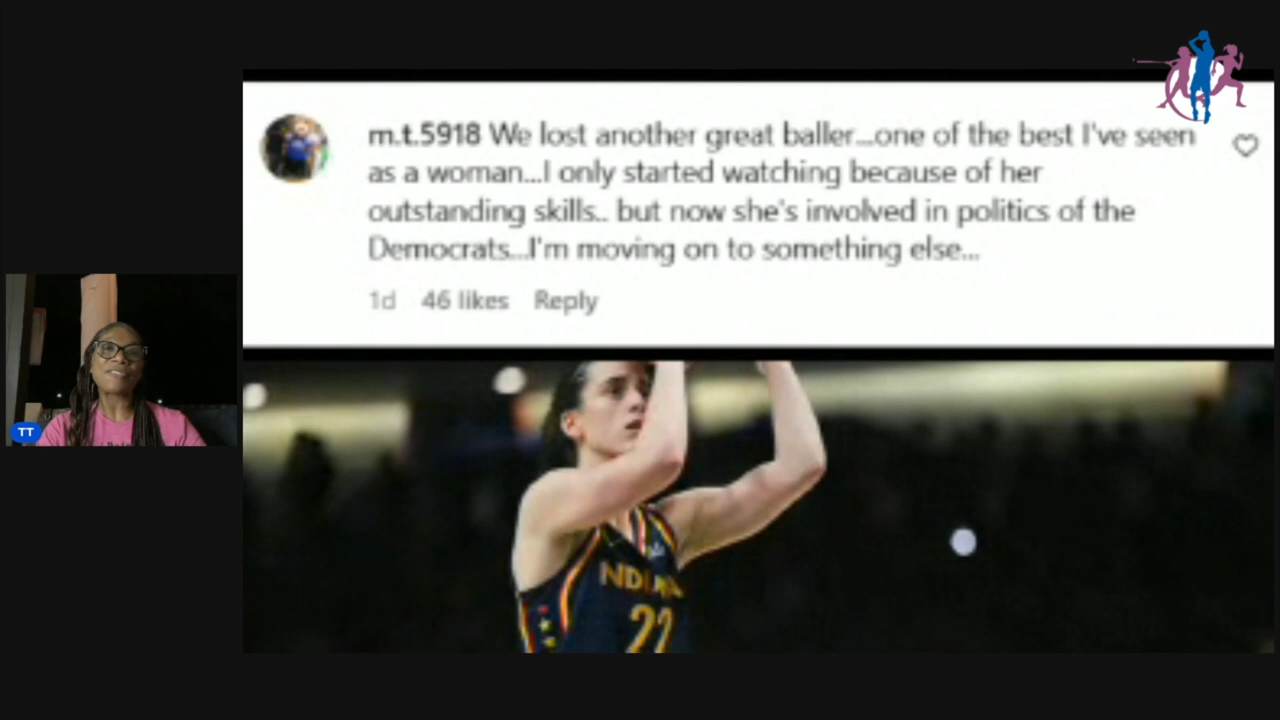 m.t.5918 We lost another great baller...one of the best I've seen
as a woman...I only started watching because of her
outstanding skills.. but now she's involved in politics of the
Democrats...I'm moving on to something else...
1d 46 likes Reply
TT
22